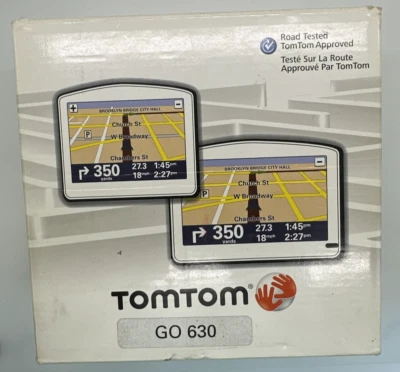 Road Tested
TomTom Approved
Testé Sur La Route
Approuvé Par TomTom
BROOKLYN BRIDGE CITY HALL
Church St
P
W Broadway
Chambers St
350
yards
27.3
1:45pm
18mph
2:27pm
BROOKLYN BRIDGE CITY HALL
Church St
P
W Broadway
Chambers St
350
yards
27.3
1:45pm
18mph
2:27pm
TOMTOM
GO 630